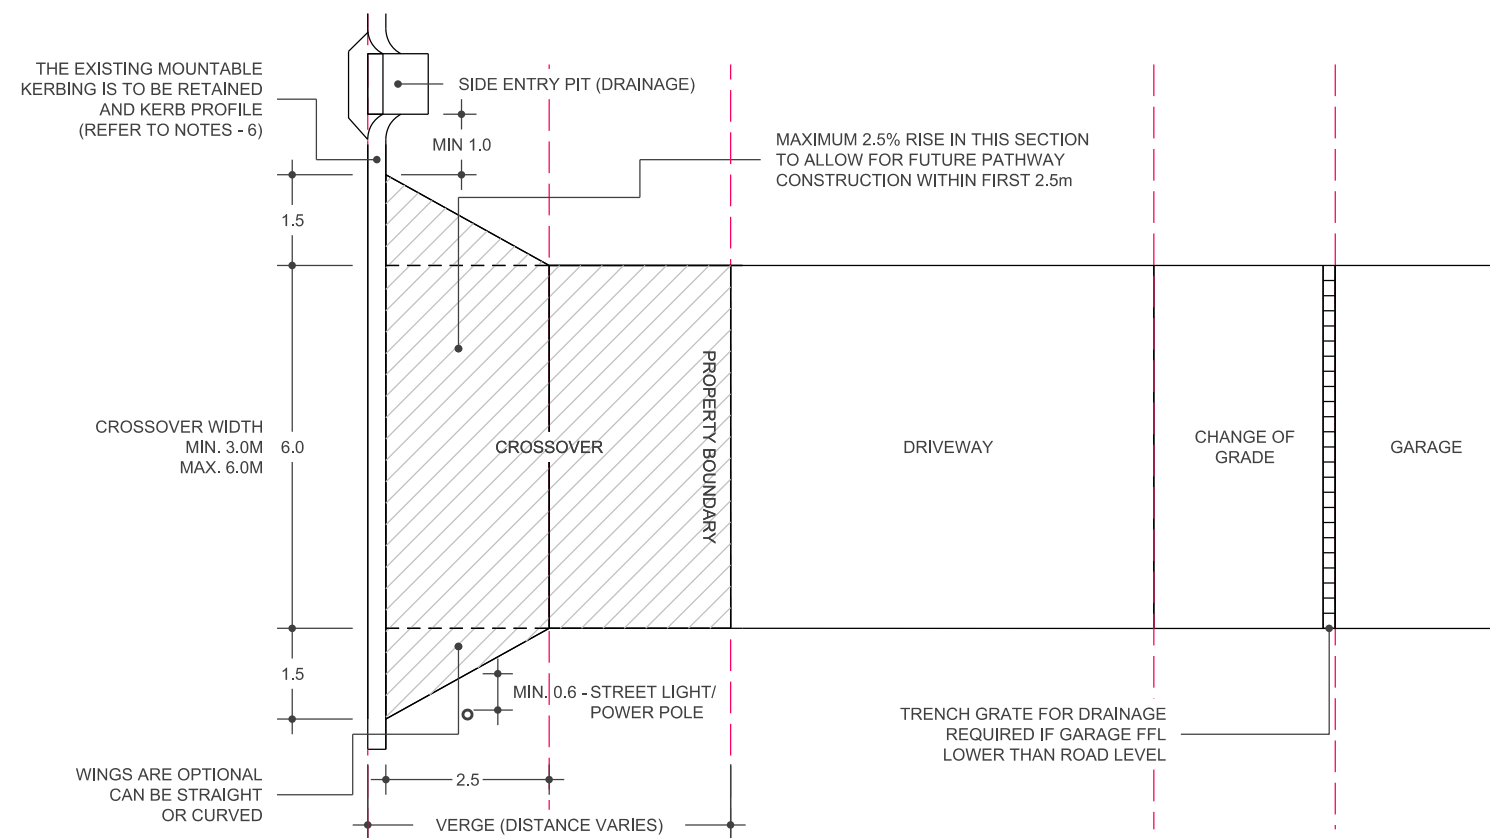 THE EXISTING MOUNTABLE
KERBING IS TO BE RETAINED
AND KERB PROFILE
(REFER TO NOTES - 6)
SIDE ENTRY PIT (DRAINAGE)
MIN 1.0
MAXIMUM 2.5% RISE IN THIS SECTION
TO ALLOW FOR FUTURE PATHWAY
CONSTRUCTION WITHIN FIRST 2.5m
1.5
CROSSOVER WIDTH
MIN. 3.0M
MAX. 6.0M
6.0
CROSSOVER
PROPERTY BOUNDARY
DRIVEWAY
CHANGE OF
GRADE
GARAGE
1.5
MIN. 0.6 - STREET LIGHT/
POWER POLE
TRENCH GRATE FOR DRAINAGE
REQUIRED IF GARAGE FFL
LOWER THAN ROAD LEVEL
WINGS ARE OPTIONAL
CAN BE STRAIGHT
OR CURVED
2.5
VERGE (DISTANCE VARIES)